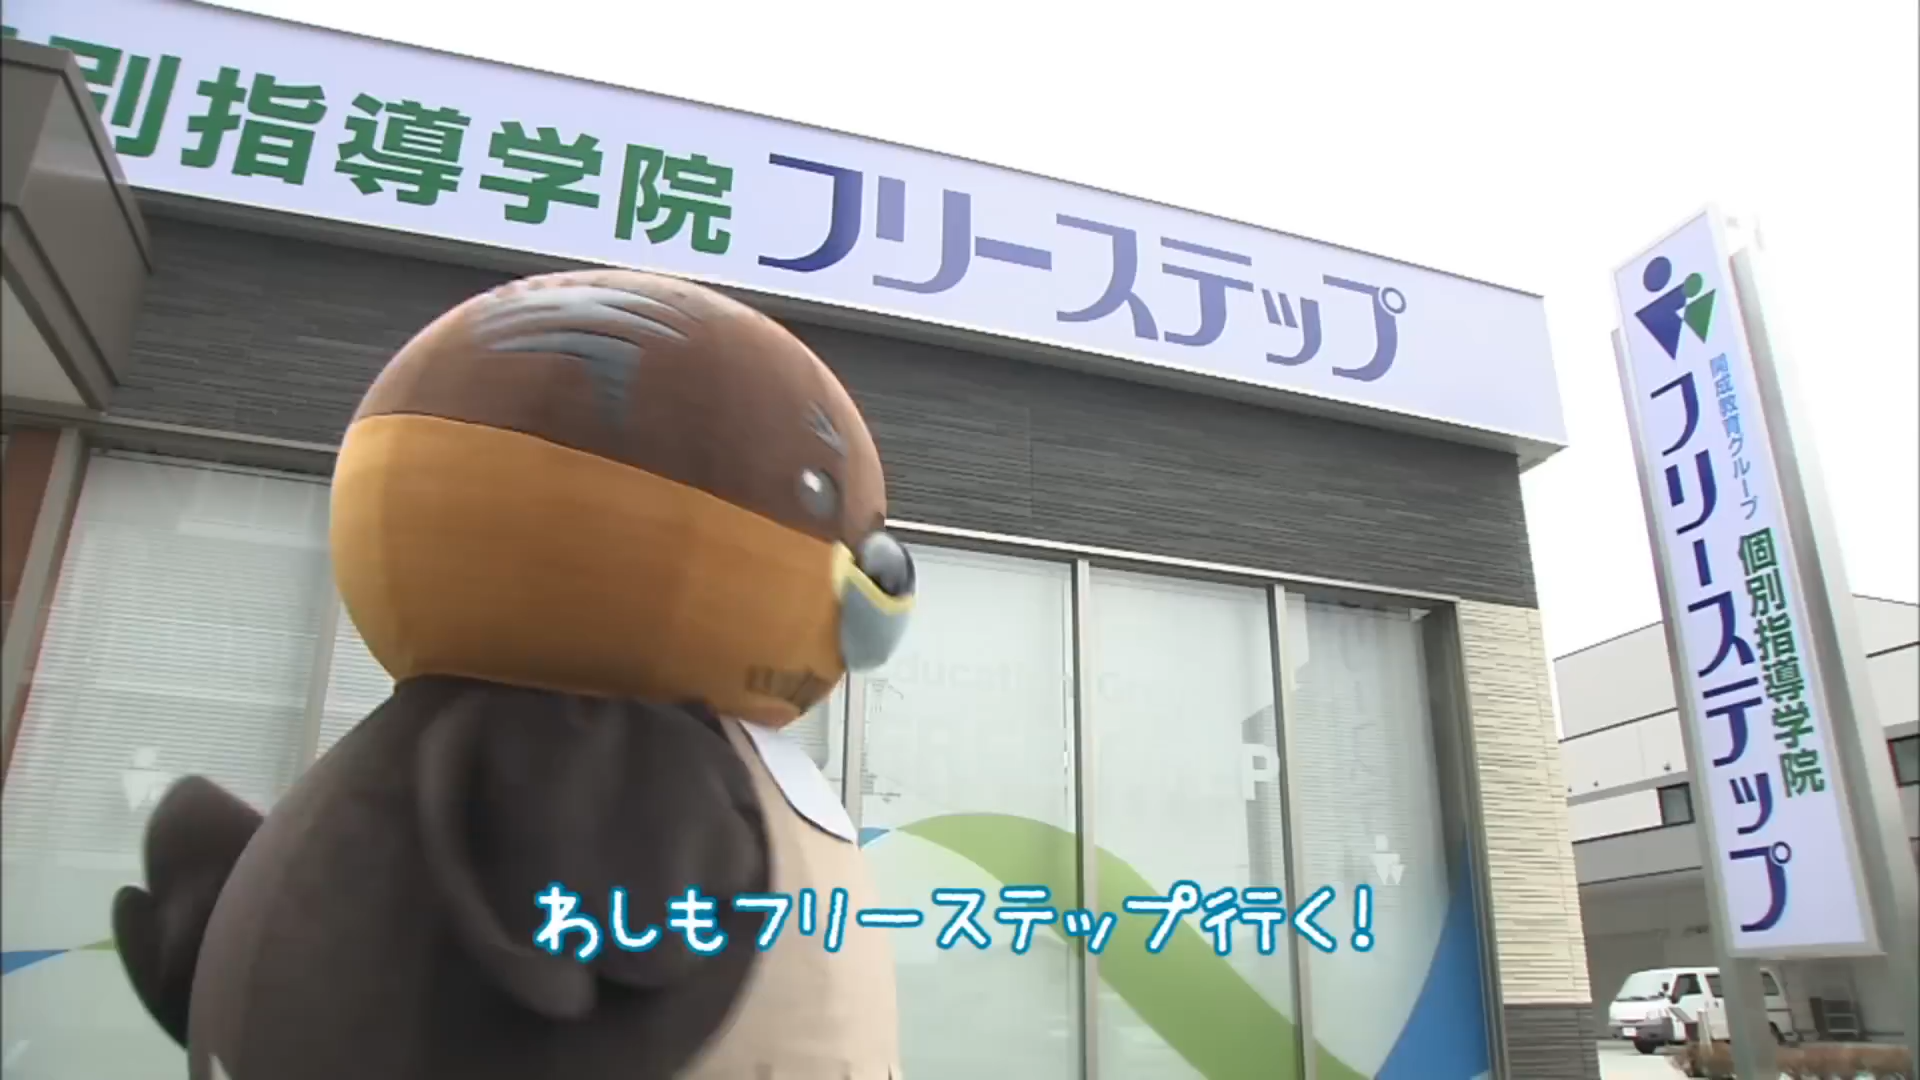 別指導学院フリーステップ
開成教育グループ
個別指導学院
フリーステップ
わしもフリーステップ行く!